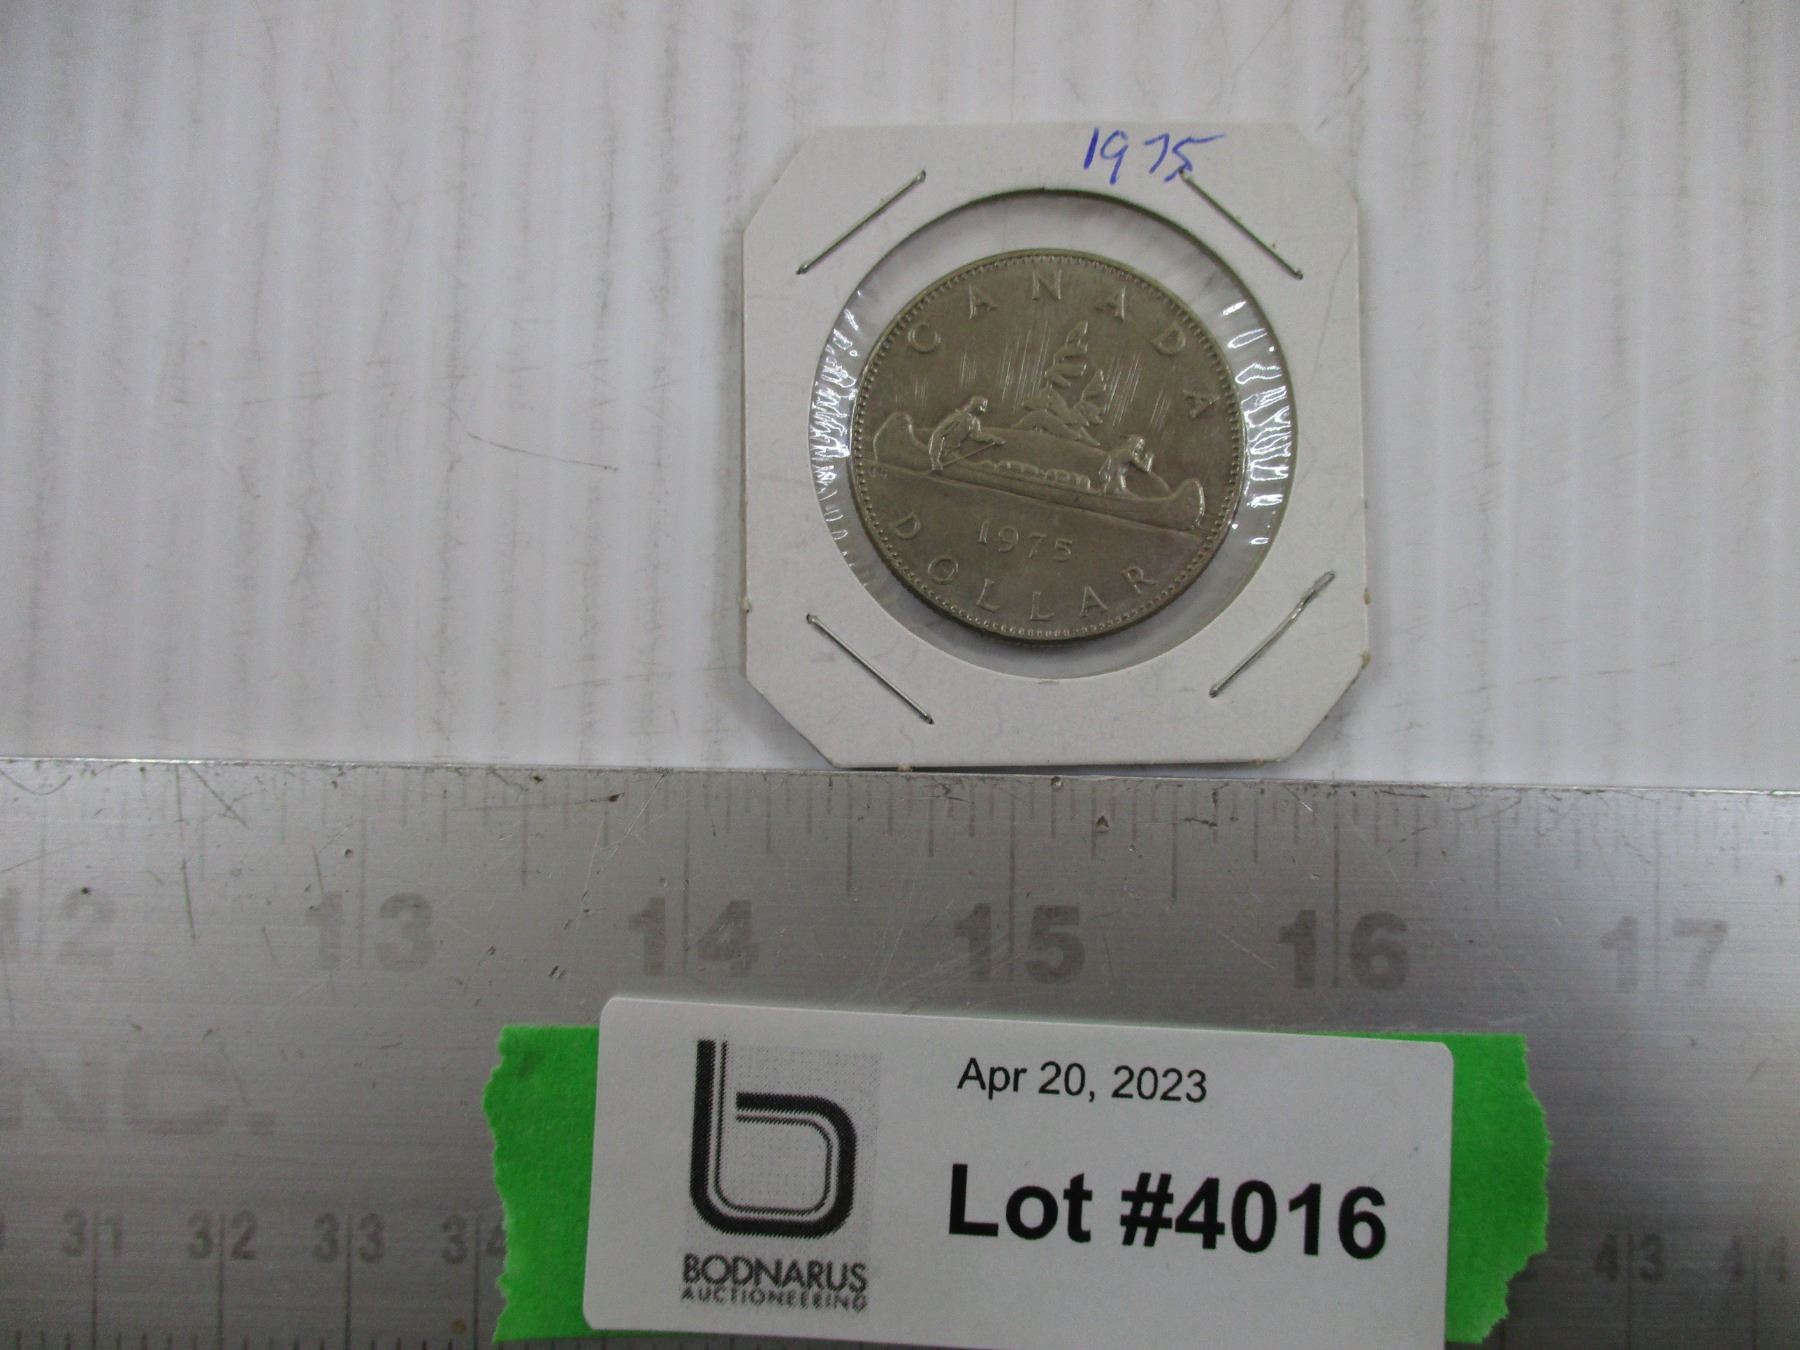 1975
CANADA
1975
DOLLAR
12 13 14 15 16 17
Apr 20, 2023
Lot #4016
BODNARUS
AUCTIONEERING
NC.
31 32 33 34 43 44